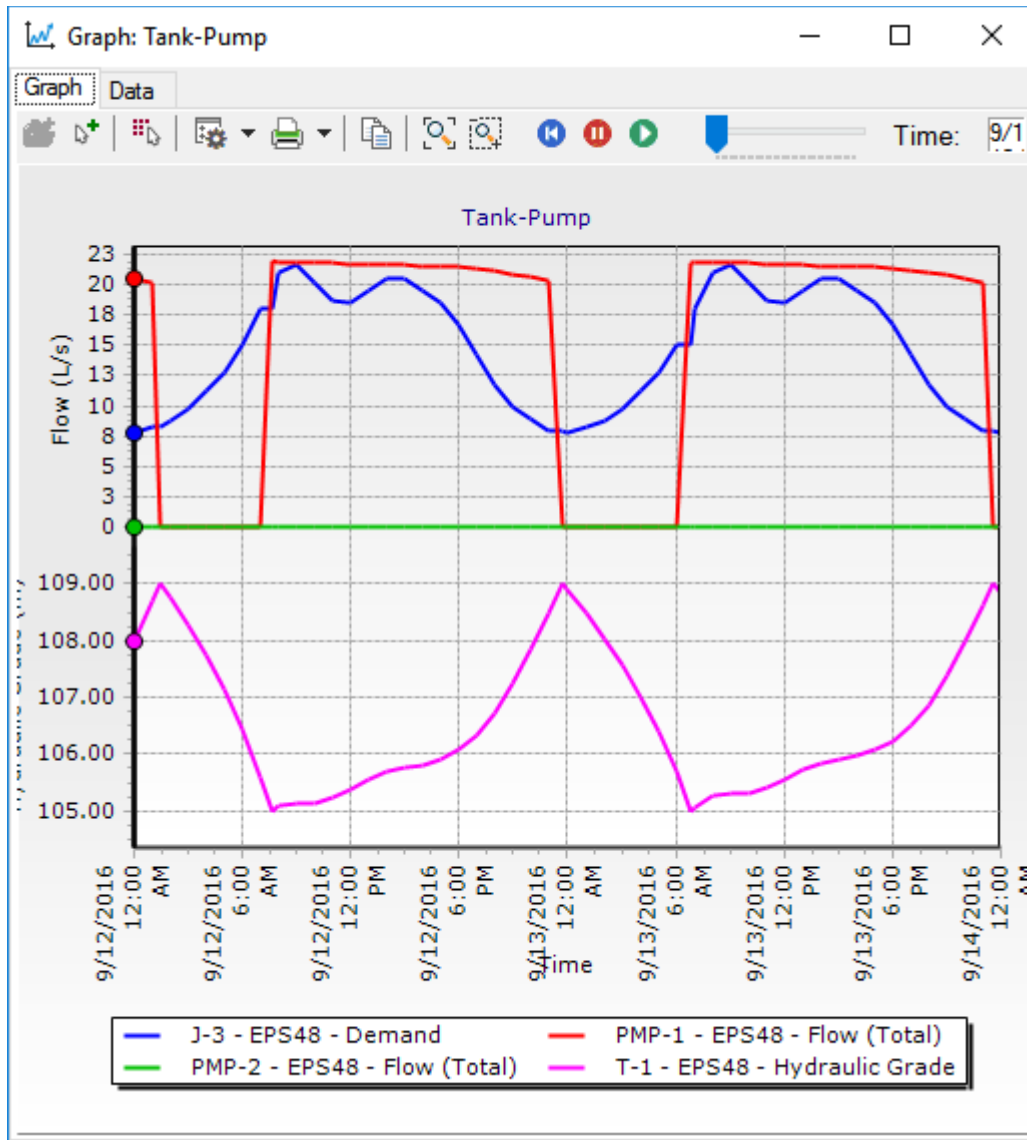 Graph: Tank-Pump
Graph Data
Time: 9/1
Tank-Pump
Flow (L/s)
23
20
18
15
13
10
8
5
3
0
109.00
108.00
107.00
106.00
105.00
9/12/2016 12:00 AM
9/12/2016 6:00 AM
9/12/2016 12:00 PM
9/12/2016 6:00 PM
9/13/2016 12:00 AM
9/13/2016 6:00 AM
9/13/2016 12:00 PM
9/13/2016 6:00 PM
9/14/2016 12:00 AM
Time
J-3 - EPS48 - Demand
PMP-1 - EPS48 - Flow (Total)
PMP-2 - EPS48 - Flow (Total)
T-1 - EPS48 - Hydraulic Grade